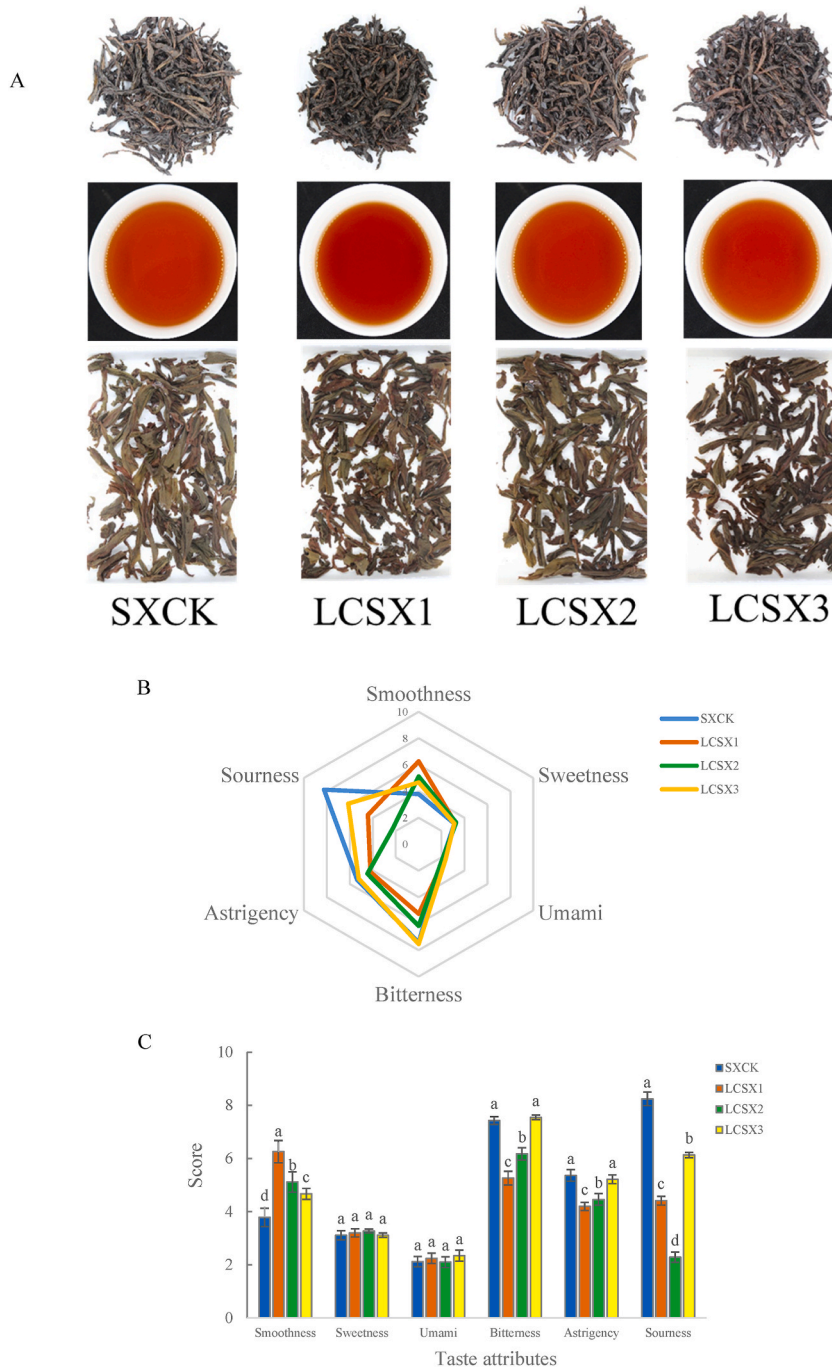 A
SXCK LCSX1 LCSX2 LCSX3
B
Smoothness
10
8
6
4
2
0
Sourness
Sweetness
Astrigency
Umami
Bitterness
SXCK
LCSX1
LCSX2
LCSX3
C
Score
10
8
6
4
2
0
d a b c
a a a a
a a a a
a c b a
a c b a
a c d b
Smoothness Sweetness Umami Bitterness Astrigency Sourness
Taste attributes
SXCK
LCSX1
LCSX2
LCSX3